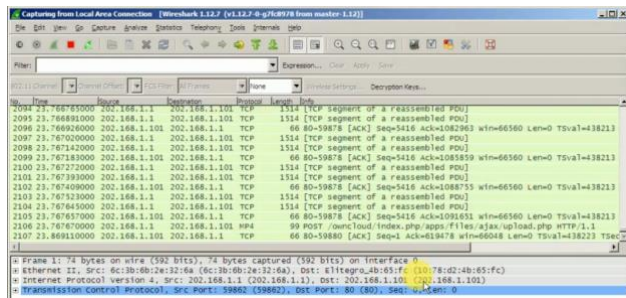 Capturing from Local Area Connection [Wireshark 1.12.7 (v1.12.7-0-g7fc8978 from master-1.12)]
File Edit View Go Capture Analyze Statistics Telephony Tools Internals Help
Filter: Expression... Clear Apply Save
802.11 Channel: Channel Offset: FCS Filter: All Frames None Wireless Settings... Decryption Keys...
No. Time Source Destination Protocol Length Info
2094 23.766765000 202.168.1.1 202.168.1.101 TCP 1514 [TCP segment of a reassembled PDU]
2095 23.766891000 202.168.1.1 202.168.1.101 TCP 1514 [TCP segment of a reassembled PDU]
2096 23.766926000 202.168.1.101 202.168.1.1 TCP 66 80→59878 [ACK] Seq=5416 Ack=1082963 Win=66560 Len=0 TSval=438213
2097 23.767020000 202.168.1.1 202.168.1.101 TCP 1514 [TCP segment of a reassembled PDU]
2098 23.767142000 202.168.1.1 202.168.1.101 TCP 1514 [TCP segment of a reassembled PDU]
2099 23.767183000 202.168.1.101 202.168.1.1 TCP 66 80→59878 [ACK] Seq=5416 Ack=1085859 Win=66560 Len=0 TSval=438213
2100 23.767272000 202.168.1.1 202.168.1.101 TCP 1514 [TCP segment of a reassembled PDU]
2101 23.767393000 202.168.1.1 202.168.1.101 TCP 1514 [TCP segment of a reassembled PDU]
2102 23.767409000 202.168.1.101 202.168.1.1 TCP 66 80→59878 [ACK] Seq=5416 Ack=1088755 Win=66560 Len=0 TSval=438213
2103 23.767523000 202.168.1.1 202.168.1.101 TCP 1514 [TCP segment of a reassembled PDU]
2104 23.767645000 202.168.1.1 202.168.1.101 TCP 1514 [TCP segment of a reassembled PDU]
2105 23.767657000 202.168.1.101 202.168.1.1 TCP 66 80→59878 [ACK] Seq=5416 Ack=1091651 Win=66560 Len=0 TSval=438213
2106 23.767670000 202.168.1.1 202.168.1.101 MP4 99 POST /owncloud/index.php/apps/files/ajax/upload.php HTTP/1.1
2107 23.869110000 202.168.1.101 202.168.1.1 TCP 66 80→59880 [ACK] Seq=1 Ack=619478 Win=66048 Len=0 TSval=438223 TSec
Frame 1: 74 bytes on wire (592 bits), 74 bytes captured (592 bits) on interface 0
Ethernet II, Src: 6c:3b:6b:2e:32:6a (6c:3b:6b:2e:32:6a), Dst: Elitegro_4b:65:fc (10:78:d2:4b:65:fc)
Internet Protocol Version 4, Src: 202.168.1.1 (202.168.1.1), Dst: 202.168.1.101 (202.168.1.101)
Transmission Control Protocol, Src Port: 59862 (59862), Dst Port: 80 (80), Seq: 0, Len: 0